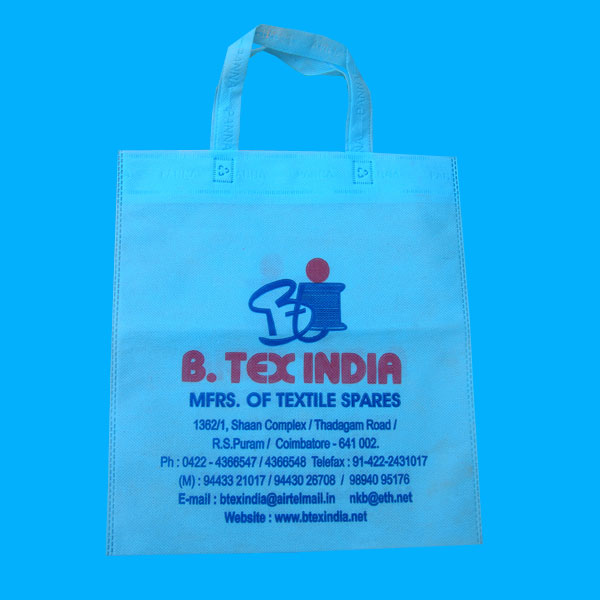 B. TEX INDIA
MFRS. OF TEXTILE SPARES
1362/1, Shaan Complex / Thadagam Road /
R.S.Puram / Coimbatore - 641 002.
Ph : 0422 - 4366547 / 4366548 Telefax : 91-422-2431017
(M) : 94433 21017 / 94430 26708 / 98940 95176
E-mail : btexindia@airtelmail.in nkb@eth.net
Website : www.btexindia.net